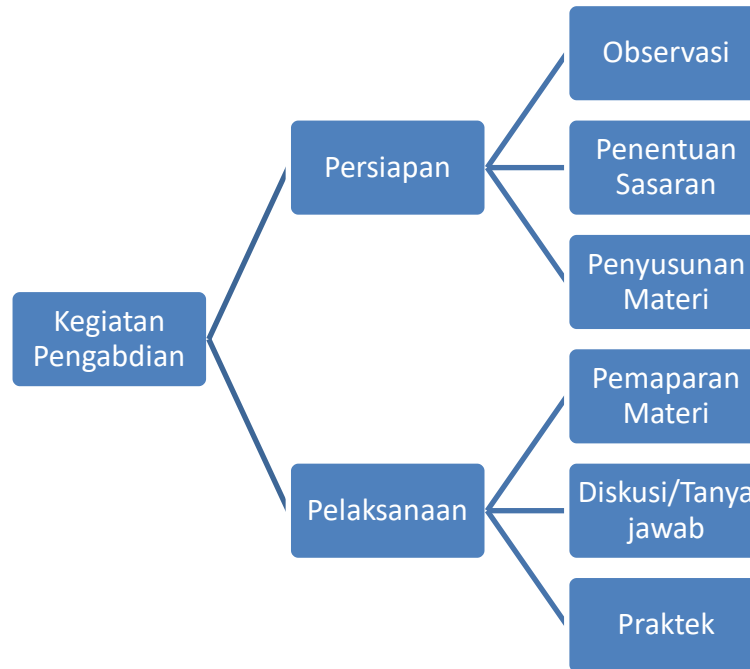 Kegiatan
Pengabdian
Persiapan
Observasi
Penentuan
Sasaran
Penyusunan
Materi
Pelaksanaan
Pemaparan
Materi
Diskusi/Tanya
jawab
Praktek